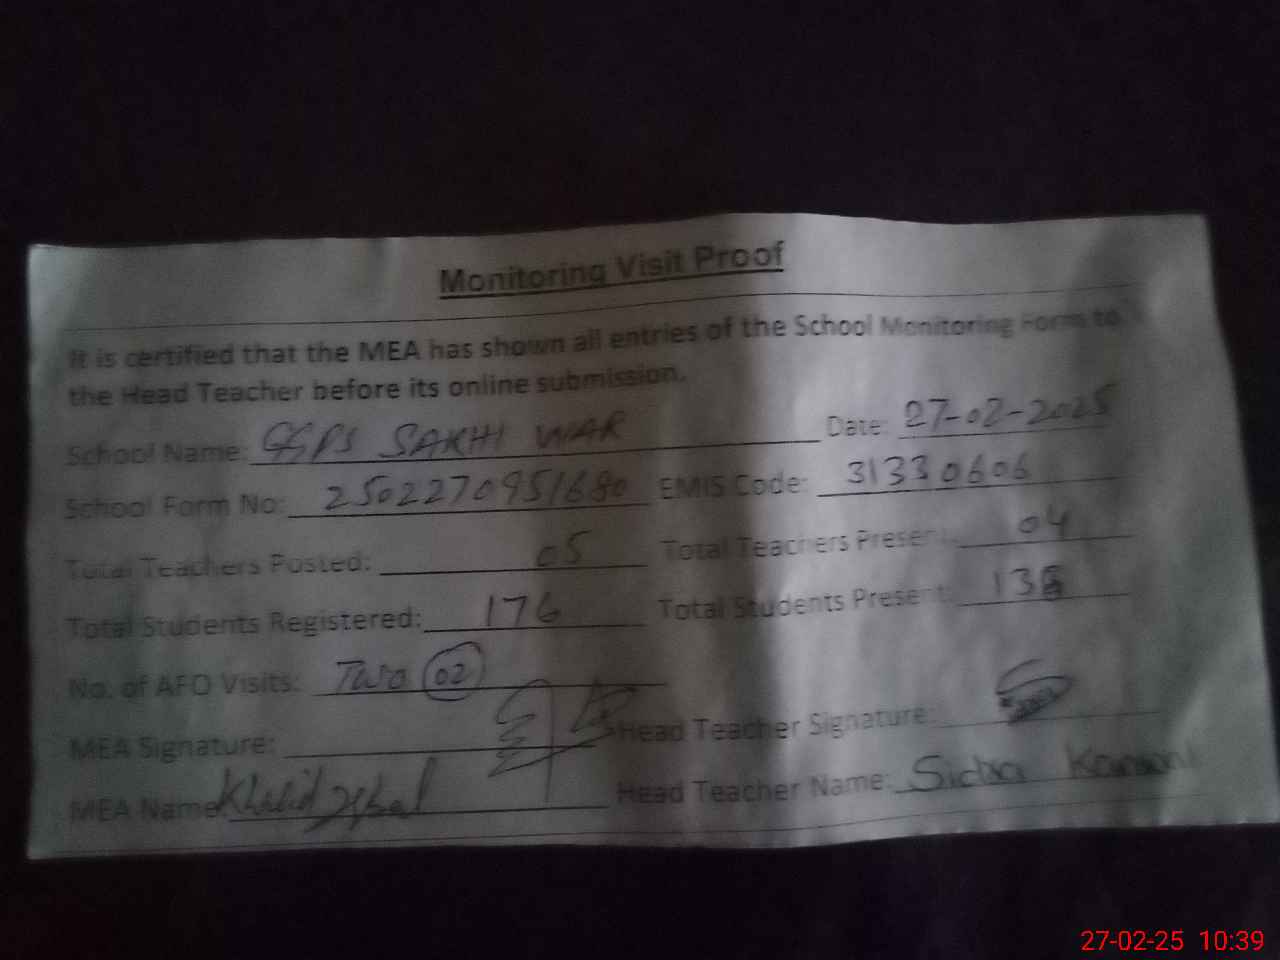 Monitoring Visit Proof
It is certified that the MEA has shown all entries of the School Monitoring Form to
the Head Teacher before its online submission.
School Name: GGPS SAKHI WAR Date: 27-02-2025
School Form No: 2502270951680 EMIS Code: 31330606
Total Teachers Posted: 05 Total Teachers Present: 04
Total Students Registered: 176 Total Students Present: 13
No. of AFO Visits: Two 02
MEA Signature: Head Teacher Signature:
MEA Name: Khalid Iqbal Head Teacher Name: Sidra
27-02-25 10:39